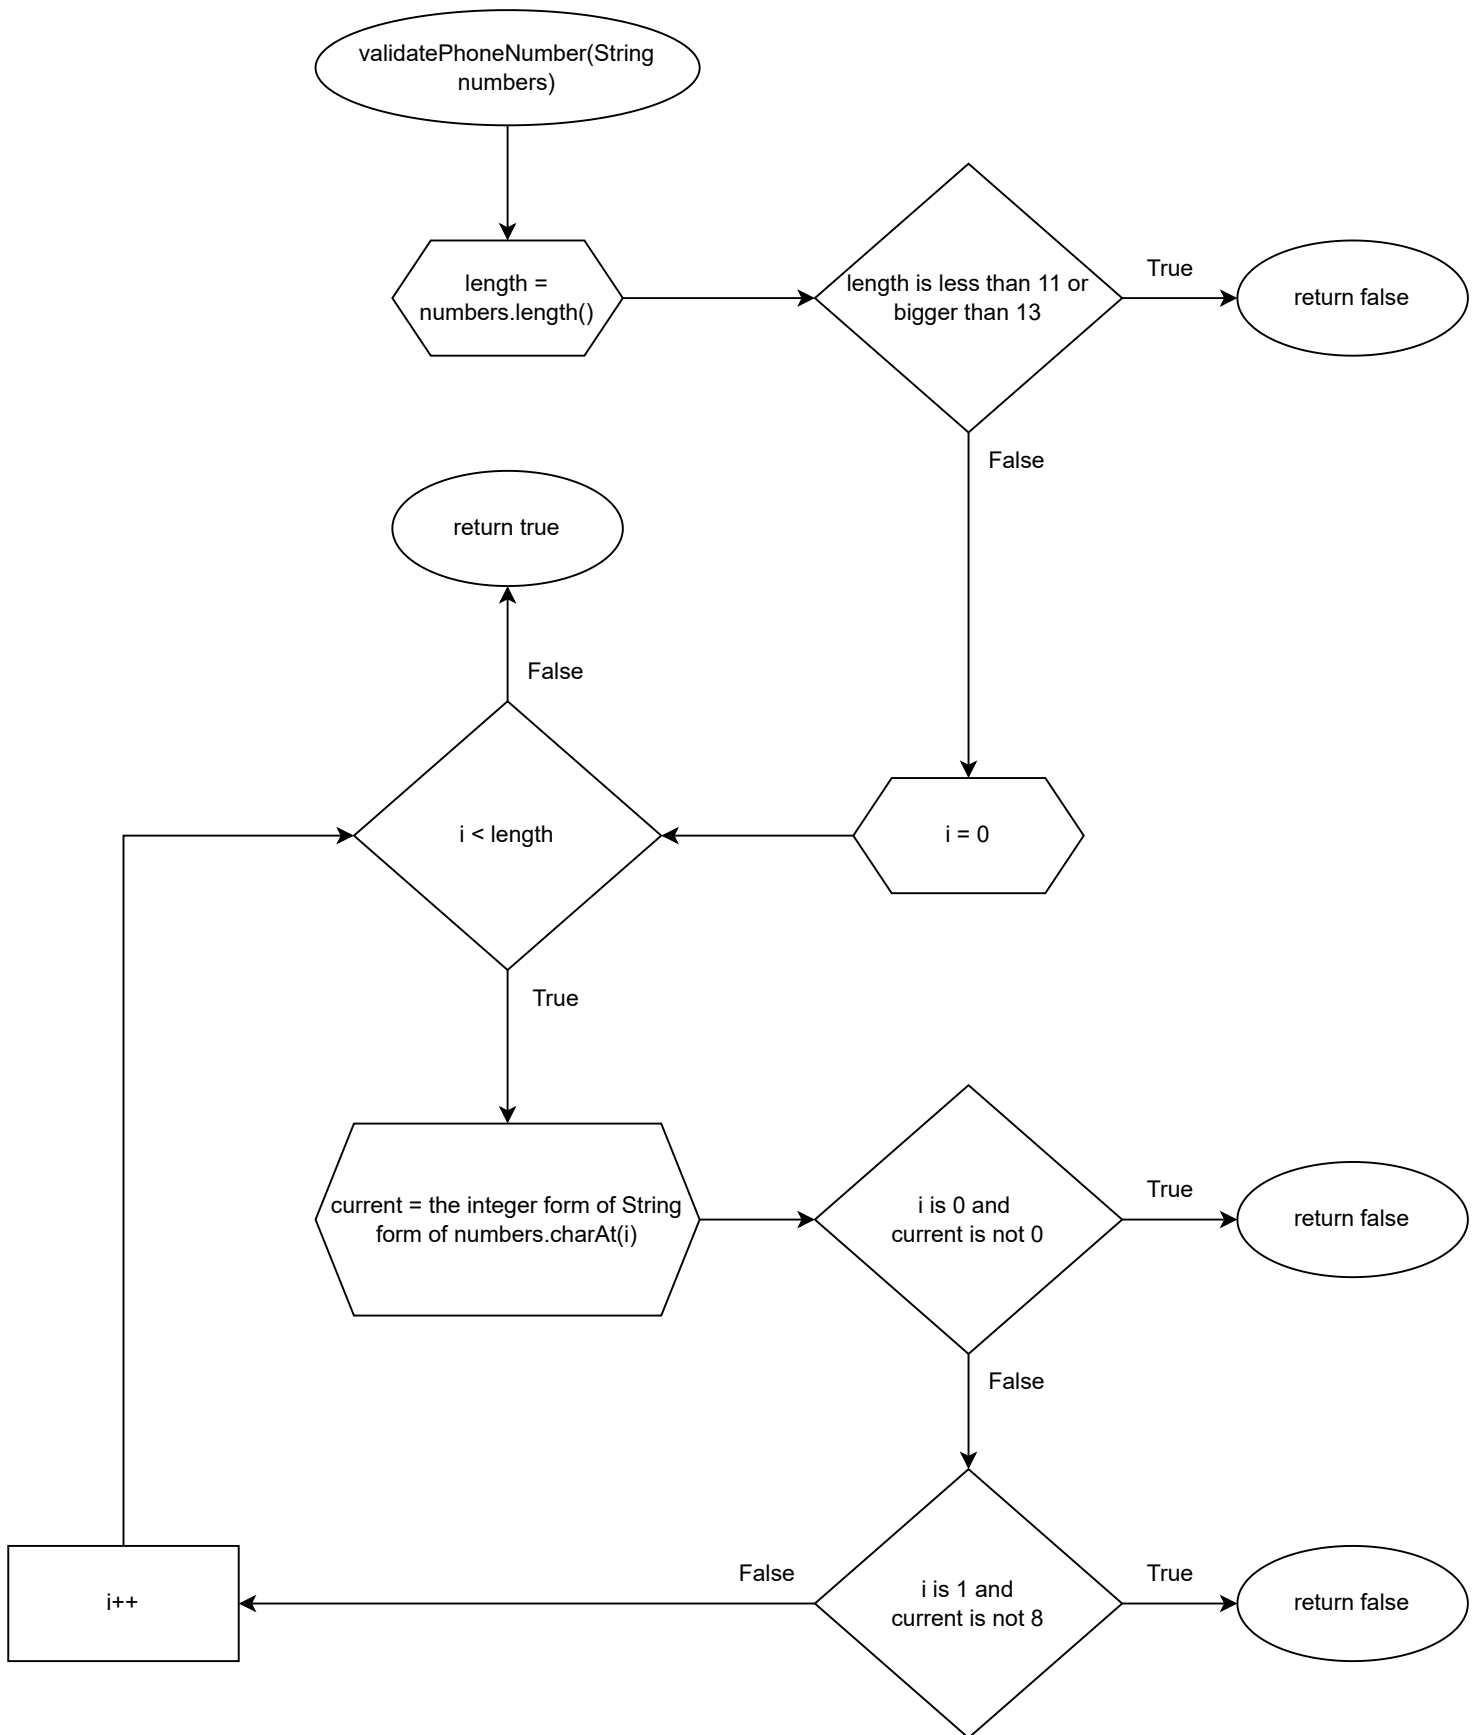 validatePhoneNumber(String
numbers)
length =
numbers.length()
length is less than 11 or
bigger than 13
True
return false
False
return true
False
i < length
i = 0
True
current = the integer form of String
form of numbers.charAt(i)
i is 0 and
current is not 0
True
return false
False
i++
False
i is 1 and
current is not 8
True
return false